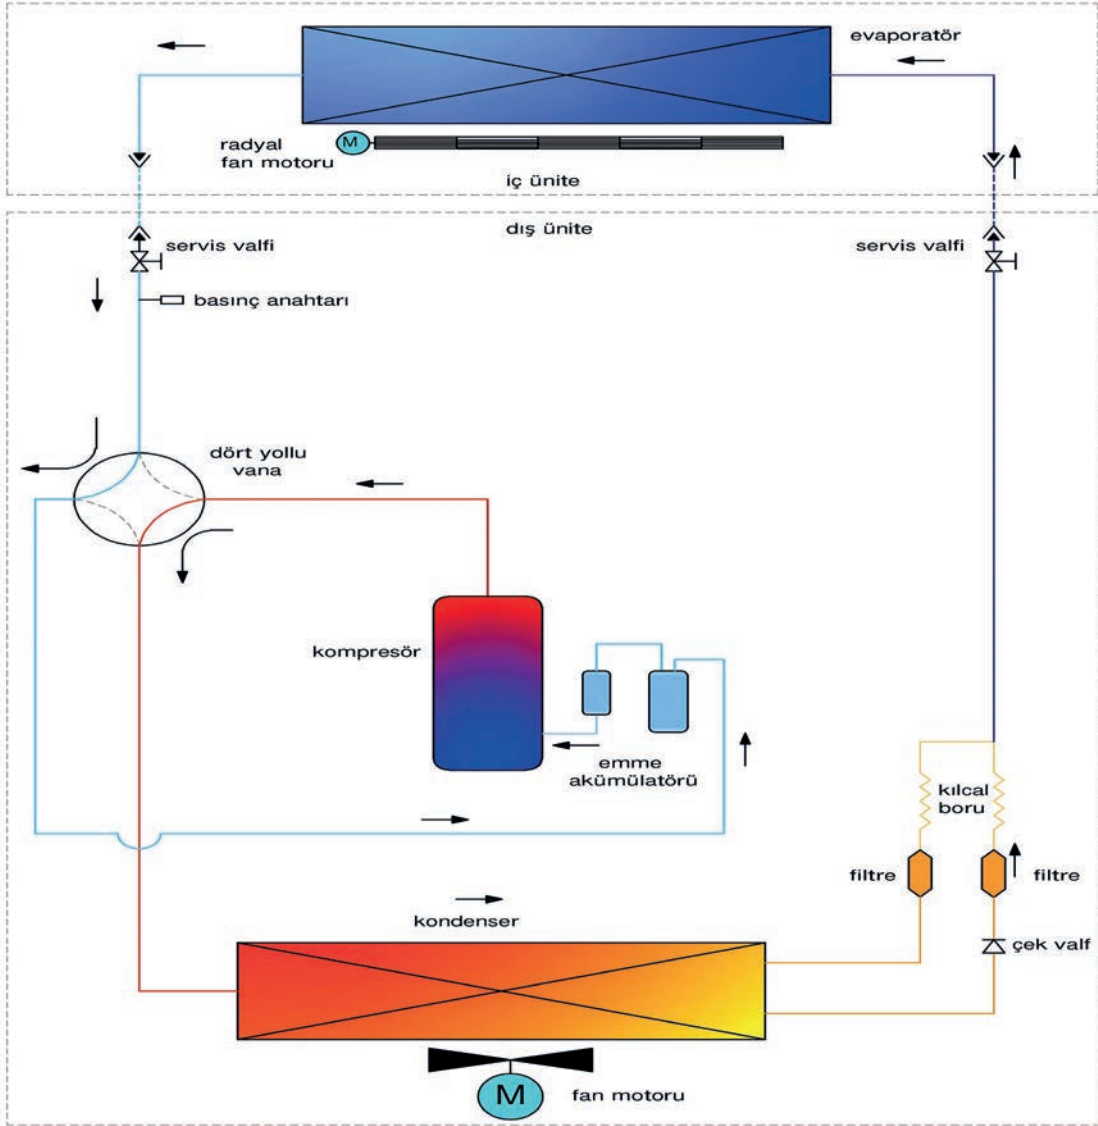 evaporatör
M
radyal
fan motoru
iç ünite
dış ünite
servis valfi
servis valfi
basınç anahtarı
dört yollu
vana
kompresör
emme
akümülatörü
kılcal
boru
filtre
filtre
kondenser
çek valf
M
fan motoru